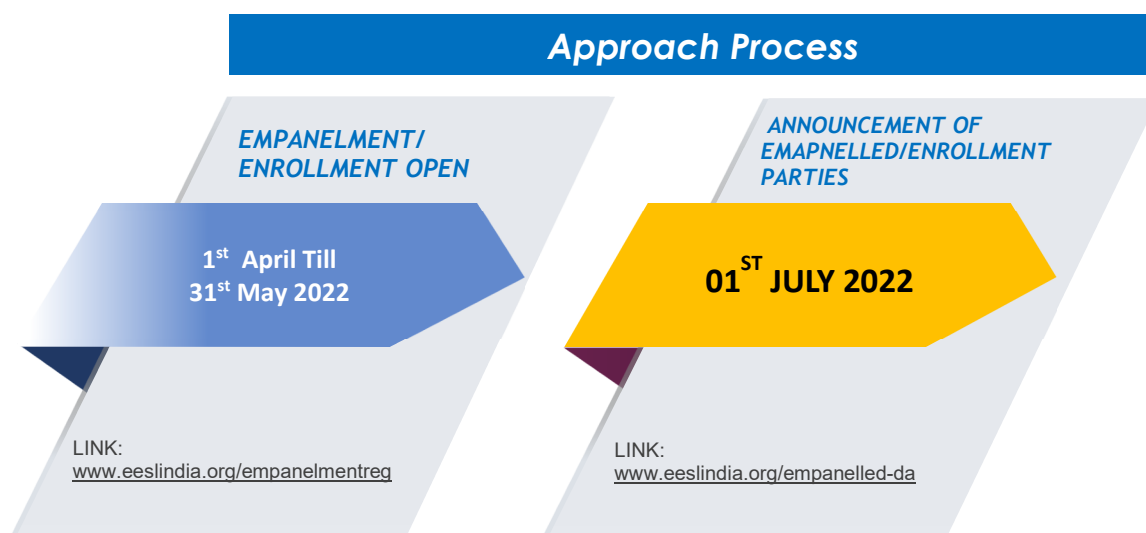 Approach Process
EMPANELMENT/
ENROLLMENT OPEN
1st April Till
31st May 2022
LINK:
www.eeslindia.org/empanelmentreg
ANNOUNCEMENT OF
EMAPNELLED/ENROLLMENT
PARTIES
01ST JULY 2022
LINK:
www.eeslindia.org/empanelled-da